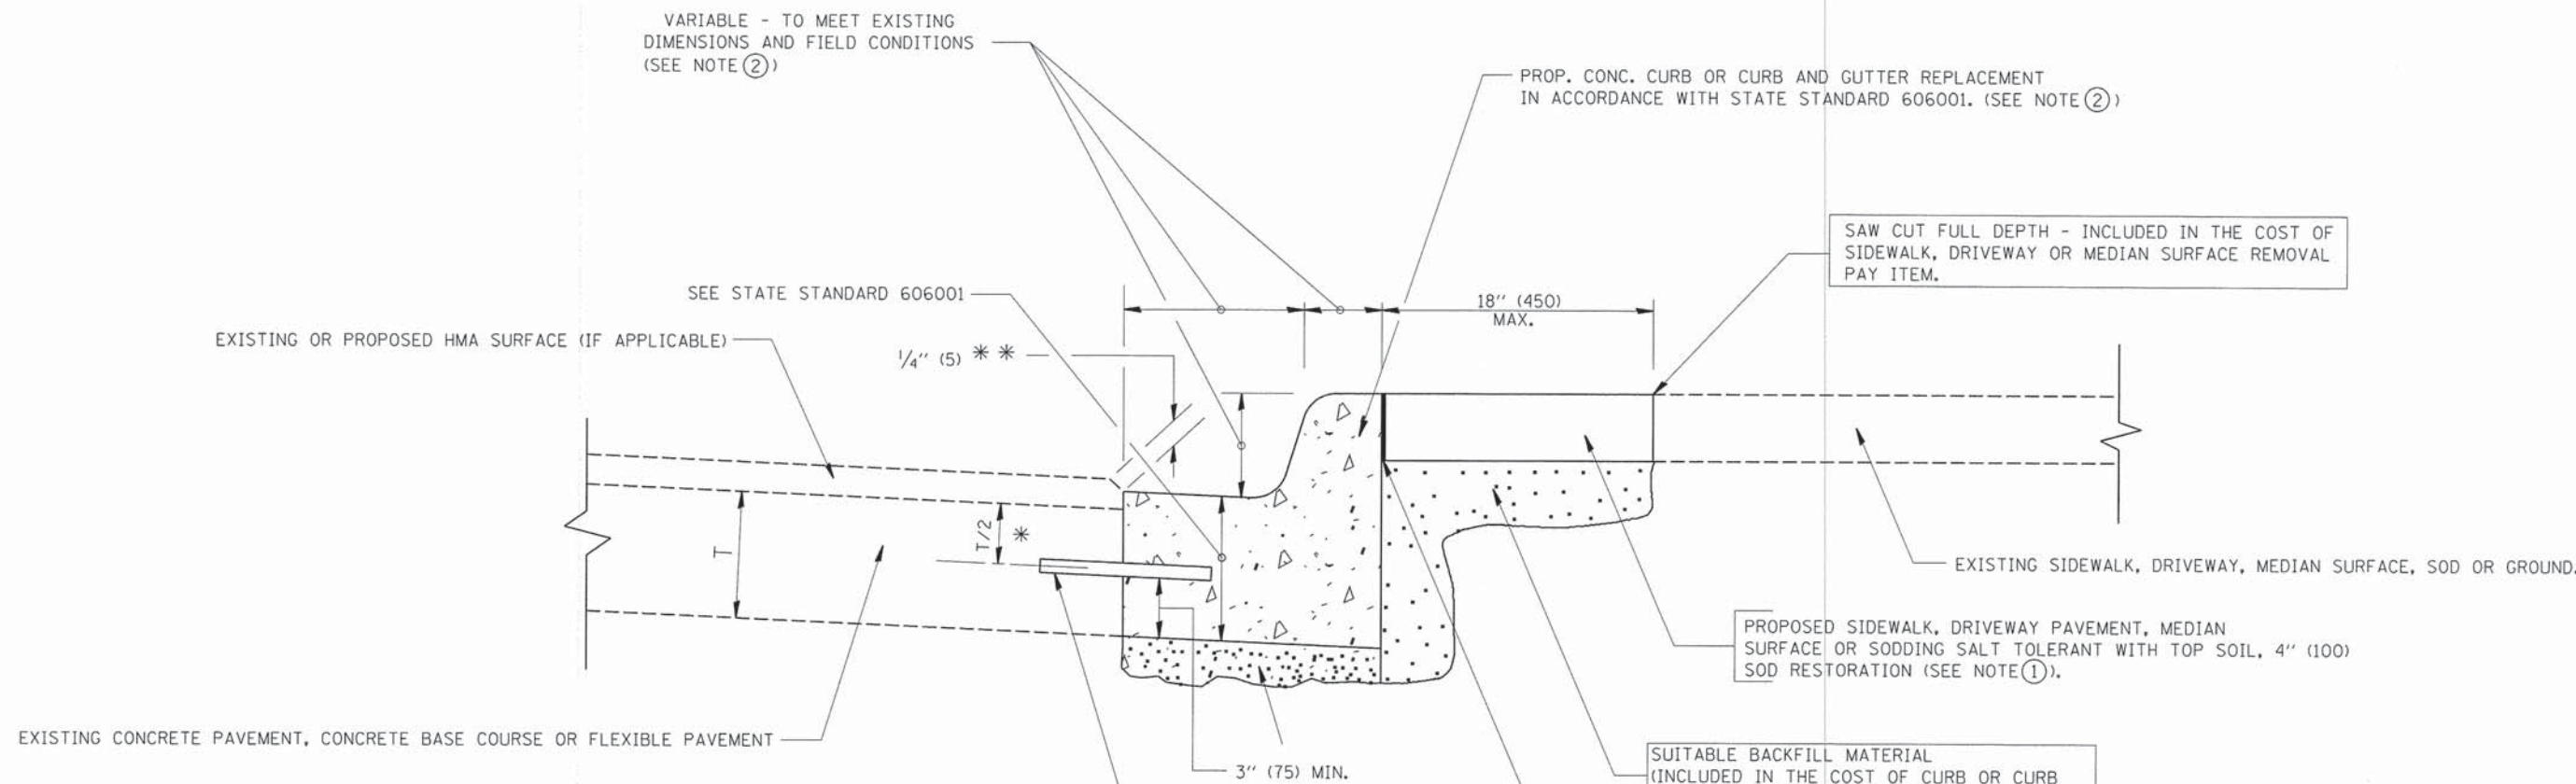 VARIABLE - TO MEET EXISTING
DIMENSIONS AND FIELD CONDITIONS
(SEE NOTE ②)
PROP. CONC. CURB OR CURB AND GUTTER REPLACEMENT
IN ACCORDANCE WITH STATE STANDARD 606001. (SEE NOTE ②)
SAW CUT FULL DEPTH - INCLUDED IN THE COST OF
SIDEWALK, DRIVEWAY OR MEDIAN SURFACE REMOVAL
PAY ITEM.
SEE STATE STANDARD 606001
18" (450)
MAX.
EXISTING OR PROPOSED HMA SURFACE (IF APPLICABLE)
1/4" (5) * *
T
T/2 *
EXISTING SIDEWALK, DRIVEWAY, MEDIAN SURFACE, SOD OR GROUND.
PROPOSED SIDEWALK, DRIVEWAY PAVEMENT, MEDIAN
SURFACE OR SODDING SALT TOLERANT WITH TOP SOIL, 4" (100)
SOD RESTORATION (SEE NOTE ①).
EXISTING CONCRETE PAVEMENT, CONCRETE BASE COURSE OR FLEXIBLE PAVEMENT
3" (75) MIN.
SUITABLE BACKFILL MATERIAL
(INCLUDED IN THE COST OF CURB OR CURB